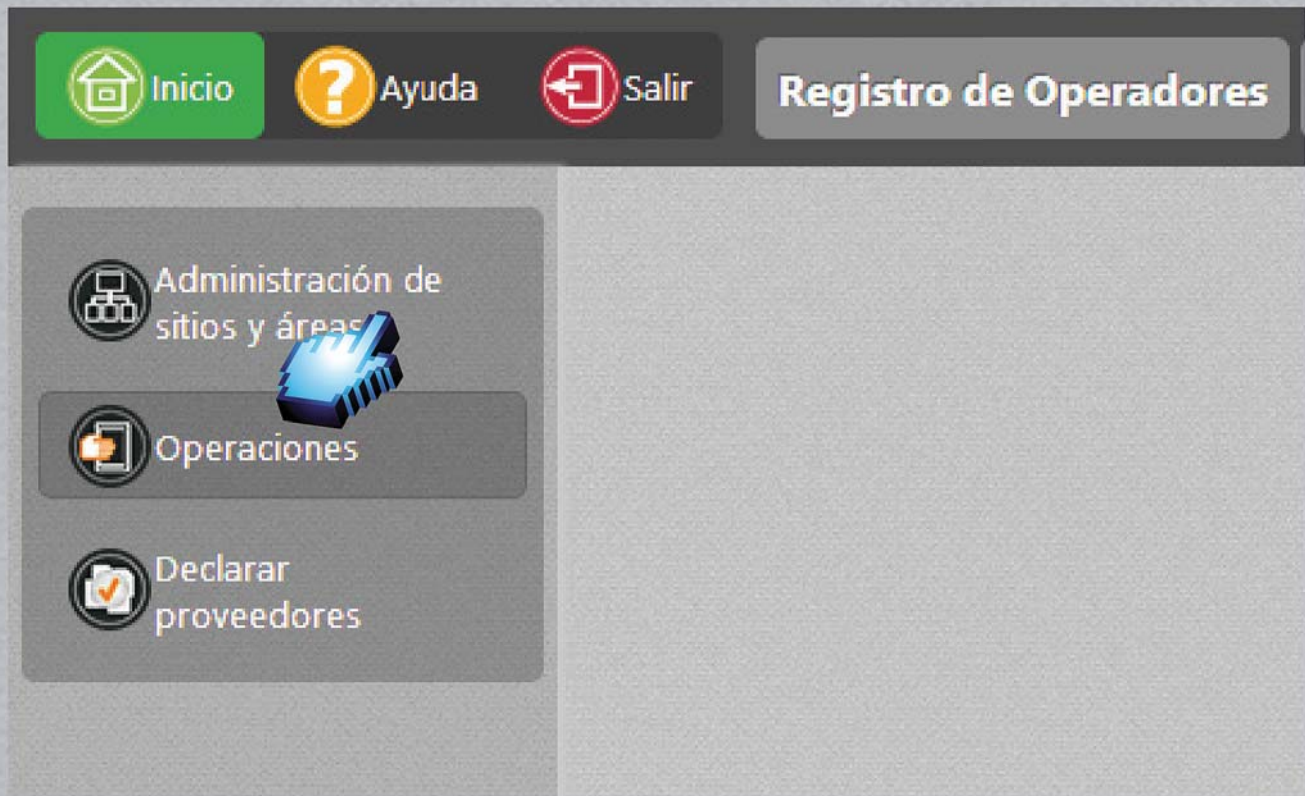 Inicio
Ayuda
Salir
Registro de Operadores
Administración de
sitios y áreas
Operaciones
Declarar
proveedores